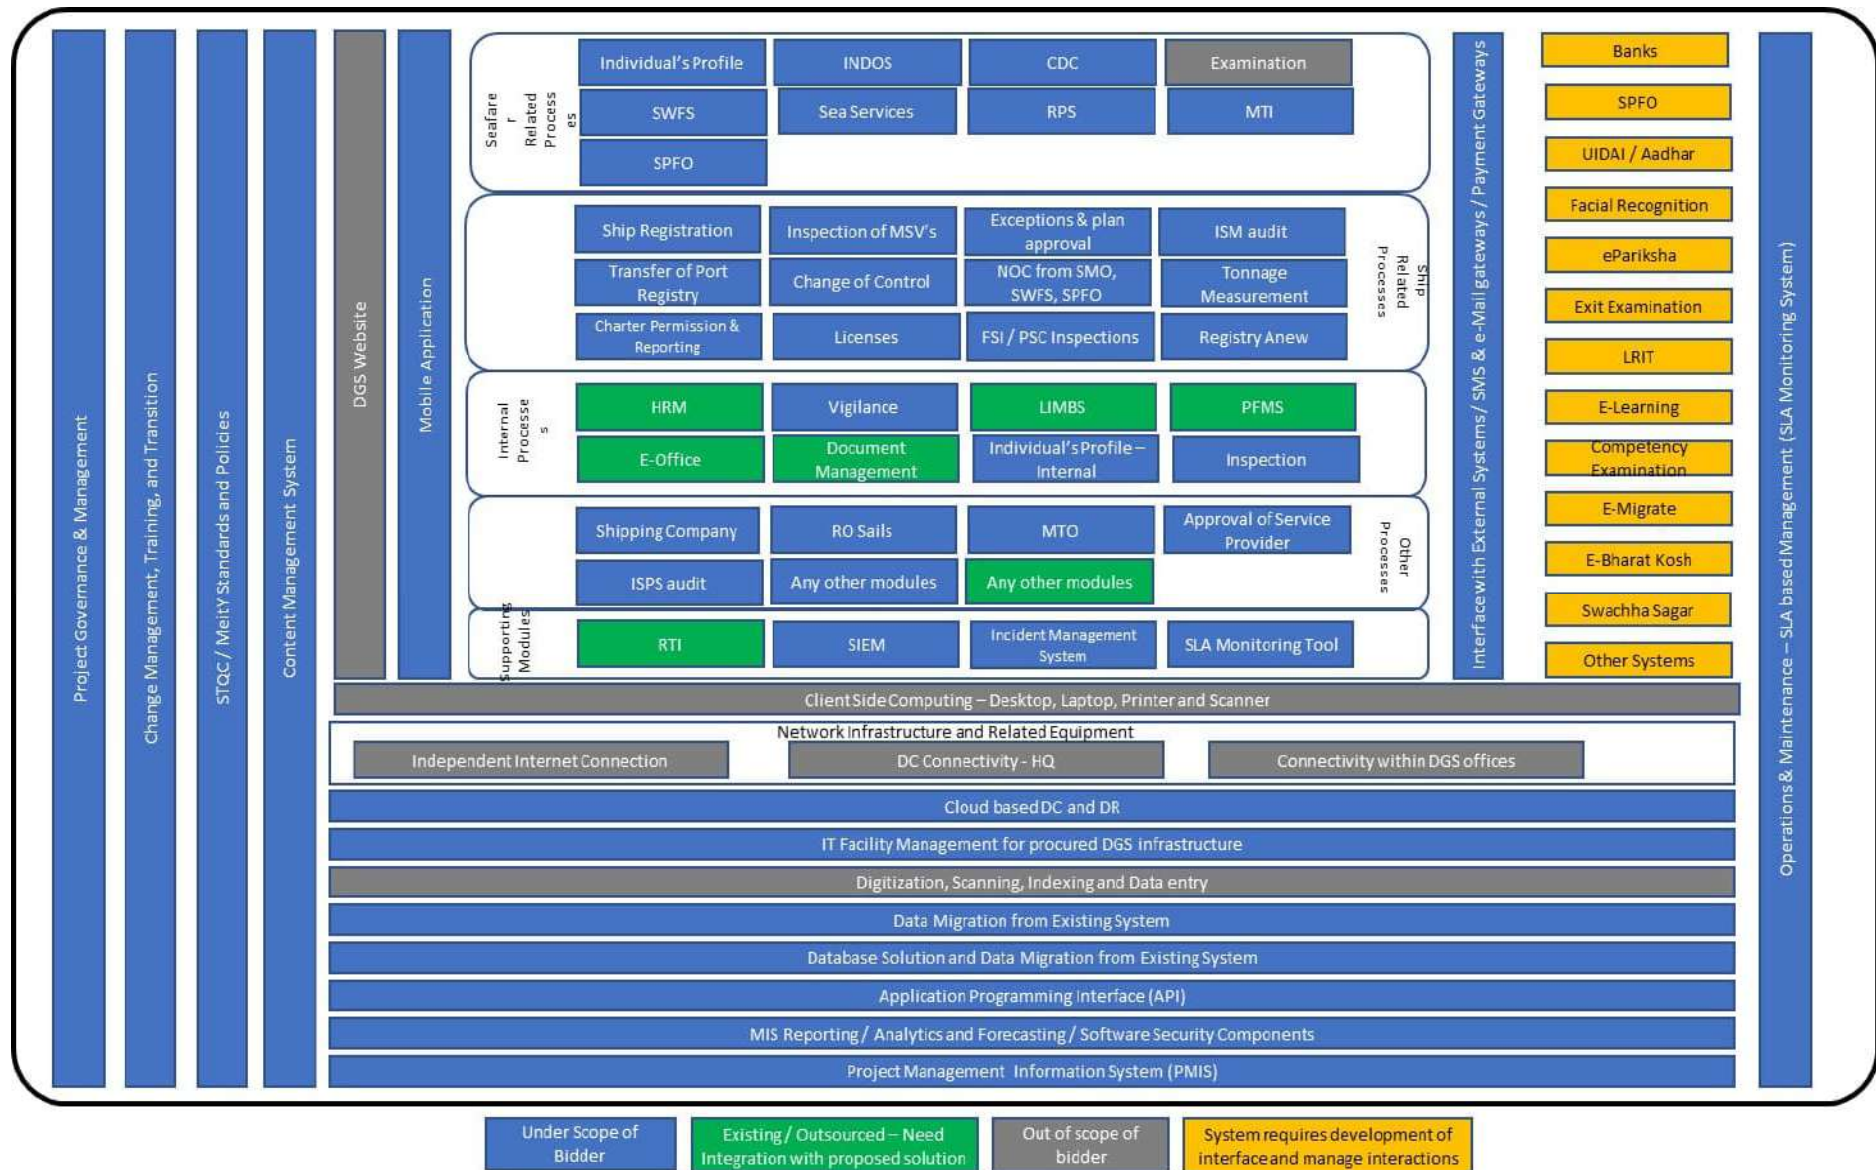 Project Governance & Management
Change Management, Training, and Transition
STQC / MeitY Standards and Policies
Content Management System
DGS Website
Mobile Application
Seafare
r
Related
Process
es
Individual's Profile
INDOS
CDC
Examination
SWFS
Sea Services
RPS
MTI
SPFO
Ship Registration
Inspection of MSV's
Exceptions & plan
approval
ISM audit
Transfer of Port
Registry
Change of Control
NOC from SMO,
SWFS, SPFO
Tonnage
Measurement
Charter Permission &
Reporting
Licenses
FSI / PSC Inspections
Registry Anew
Ship
Related
Processes
Internal
Processe
s
HRM
Vigilance
LIMBS
PFMS
E-Office
Document
Management
Individual's Profile –
Internal
Inspection
Shipping Company
RO Sails
MTO
Approval of Service
Provider
ISPS audit
Any other modules
Any other modules
Other
Processes
Supporting
Modules
RTI
SIEM
Incident Management
System
SLA Monitoring Tool
Interface with External Systems/ SMS & e-Mail gateways / Payment Gateways
Banks
SPFO
UIDAI / Aadhar
Facial Recognition
ePariksha
Exit Examination
LRIT
E-Learning
Competency
Examination
E-Migrate
E-Bharat Kosh
Swachha Sagar
Other Systems
Operations & Maintenance – SLA based Management (SLA Monitoring System)
Client Side Computing – Desktop, Laptop, Printer and Scanner
Network Infrastructure and Related Equipment
Independent Internet Connection
DC Connectivity - HQ
Connectivity within DGS offices
Cloud based DC and DR
IT Facility Management for procured DGS infrastructure
Digitization, Scanning, Indexing and Data entry
Data Migration from Existing System
Database Solution and Data Migration from Existing System
Application Programming Interface (API)
MIS Reporting / Analytics and Forecasting / Software Security Components
Project Management Information System (PMIS)
Under Scope of
Bidder
Existing / Outsourced – Need
Integration with proposed solution
Out of scope of
bidder
System requires development of
interface and manage interactions